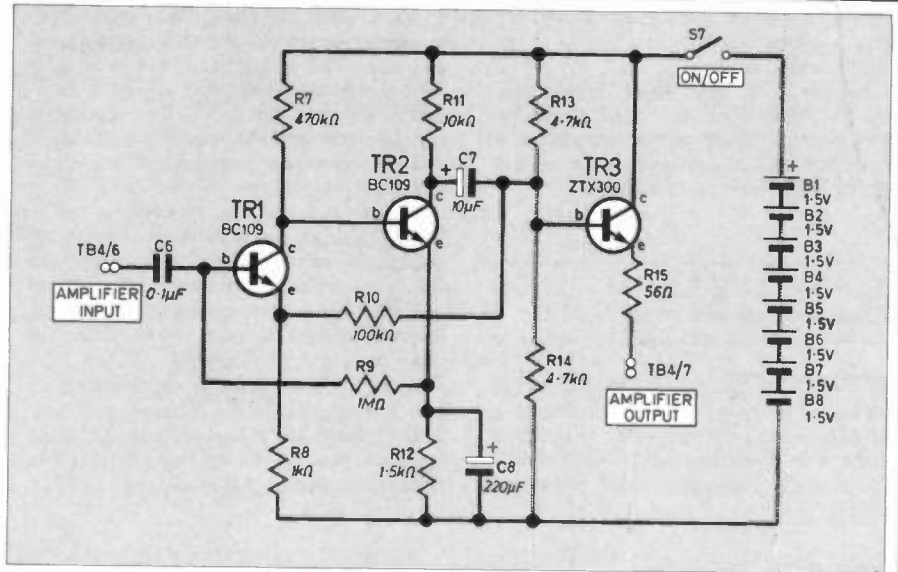 S7
ON/OFF
R7
470kΩ
R11
10kΩ
R13
4·7kΩ
TR1
BC109
TR2
BC109
TR3
ZTX300
+
C7
10μF
b
c
e
b
c
e
b
c
e
TB4/6
C6
0·1μF
AMPLIFIER
INPUT
R10
100kΩ
R9
1MΩ
R8
1kΩ
R12
1·5kΩ
+
C8
220μF
R14
4·7kΩ
R15
56Ω
TB4/7
AMPLIFIER
OUTPUT
+
B1
1·5V
B2
1·5V
B3
1·5V
B4
1·5V
B5
1·5V
B6
1·5V
B7
1·5V
B8
1·5V